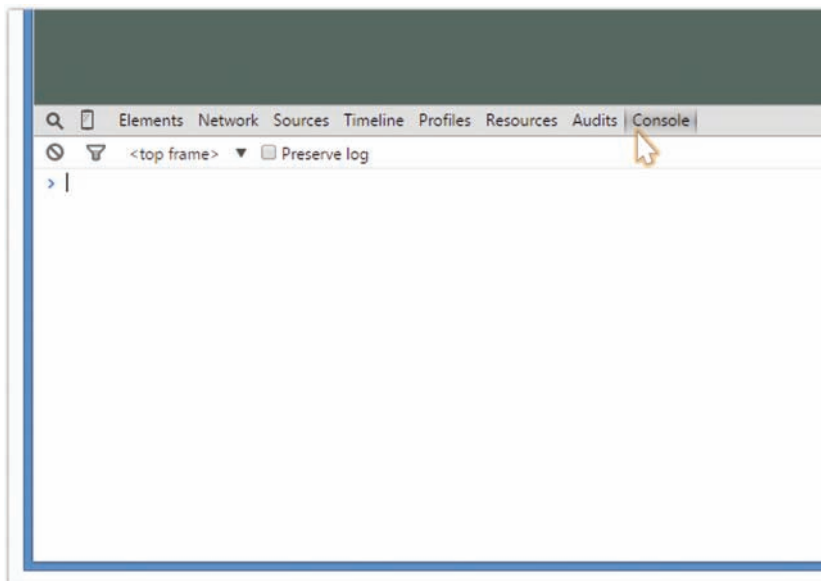 Elements Network Sources Timeline Profiles Resources Audits Console
<top frame> ▼ Preserve log
>